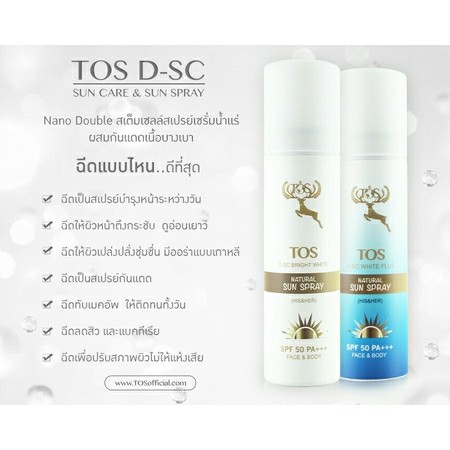 TOS D-SC
SUN CARE & SUN SPRAY
Nano Double สเต็มเซลล์สเปรย์เซรั่มน้ำแร่
ผสมกันแดดเนื้อบางเบา
ฉีดแบบไหน..ดีที่สุด
ฉีดเป็นสเปรย์บำรุงหน้าระหว่างวัน
ฉีดให้ผิวหน้าตึงกระชับ ดูอ่อนเยาว์
ฉีดให้ผิวเปล่งปลั่งชุ่มชื่น มีออร่าแบบเกาหลี
ฉีดเป็นสเปรย์กันแดด
ฉีดทับเมคอัพ ให้ติดทนทั้งวัน
ฉีดลดสิว และแบคทีเรีย
ฉีดเพื่อปรับสภาพผิวไม่ให้แห้งเสีย
www.TOSofficial.com
TOS
TOS
D-SC BRIGHT WHITE
NATURAL
SUN SPRAY
(HIS&HER)
SPF 50 PA+++
FACE & BODY
TOS
TOS
WHITE PLUS
NATURAL
SUN SPRAY
(HIS&HER)
SPF 50 PA+++
FACE & BODY